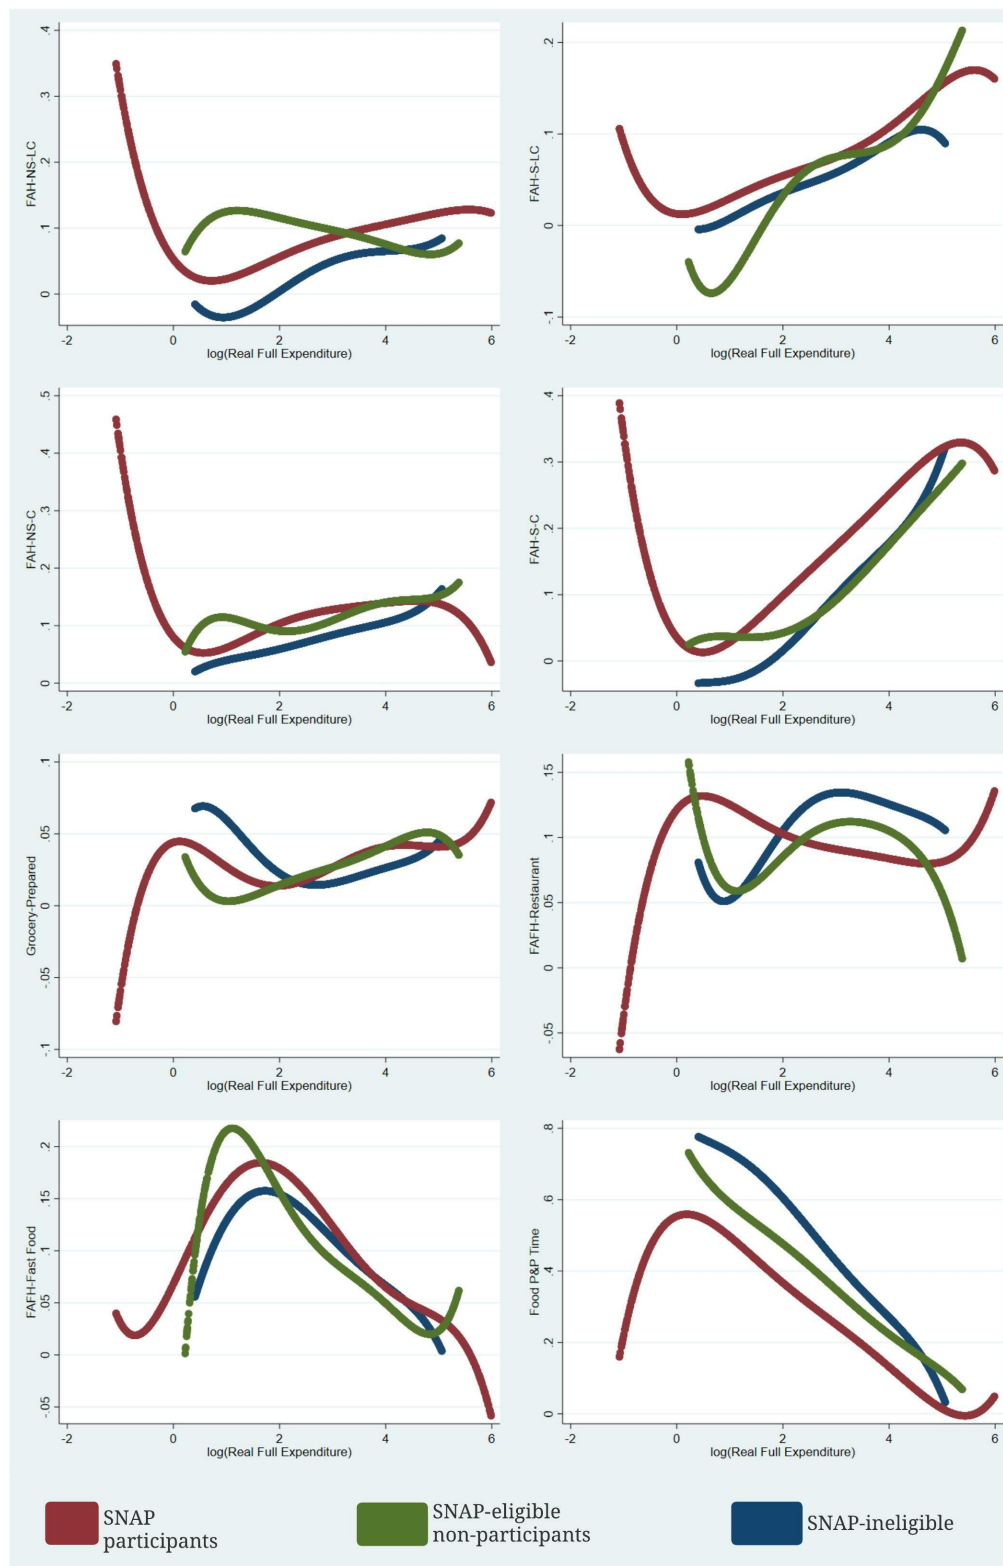 FAH-NS-LC
.4
.3
.2
.1
0
-2 0 2 4 6
log(Real Full Expenditure)
FAH-S-LC
.2
.1
0
-.1
-2 0 2 4 6
log(Real Full Expenditure)
FAH-NS-C
.5
.4
.3
.2
.1
0
-2 0 2 4 6
log(Real Full Expenditure)
FAH-S-C
.4
.3
.2
.1
0
-2 0 2 4 6
log(Real Full Expenditure)
Grocery-Prepared
.1
.05
0
-.05
-.1
-2 0 2 4 6
log(Real Full Expenditure)
FAFH-Restaurant
.15
.1
.05
0
-.05
-2 0 2 4 6
log(Real Full Expenditure)
FAFH-Fast Food
.2
.15
.1
.05
0
-.05
-2 0 2 4 6
log(Real Full Expenditure)
Food P&P Time
.8
.6
.4
.2
0
-2 0 2 4 6
log(Real Full Expenditure)
SNAP
participants
SNAP-eligible
non-participants
SNAP-ineligible